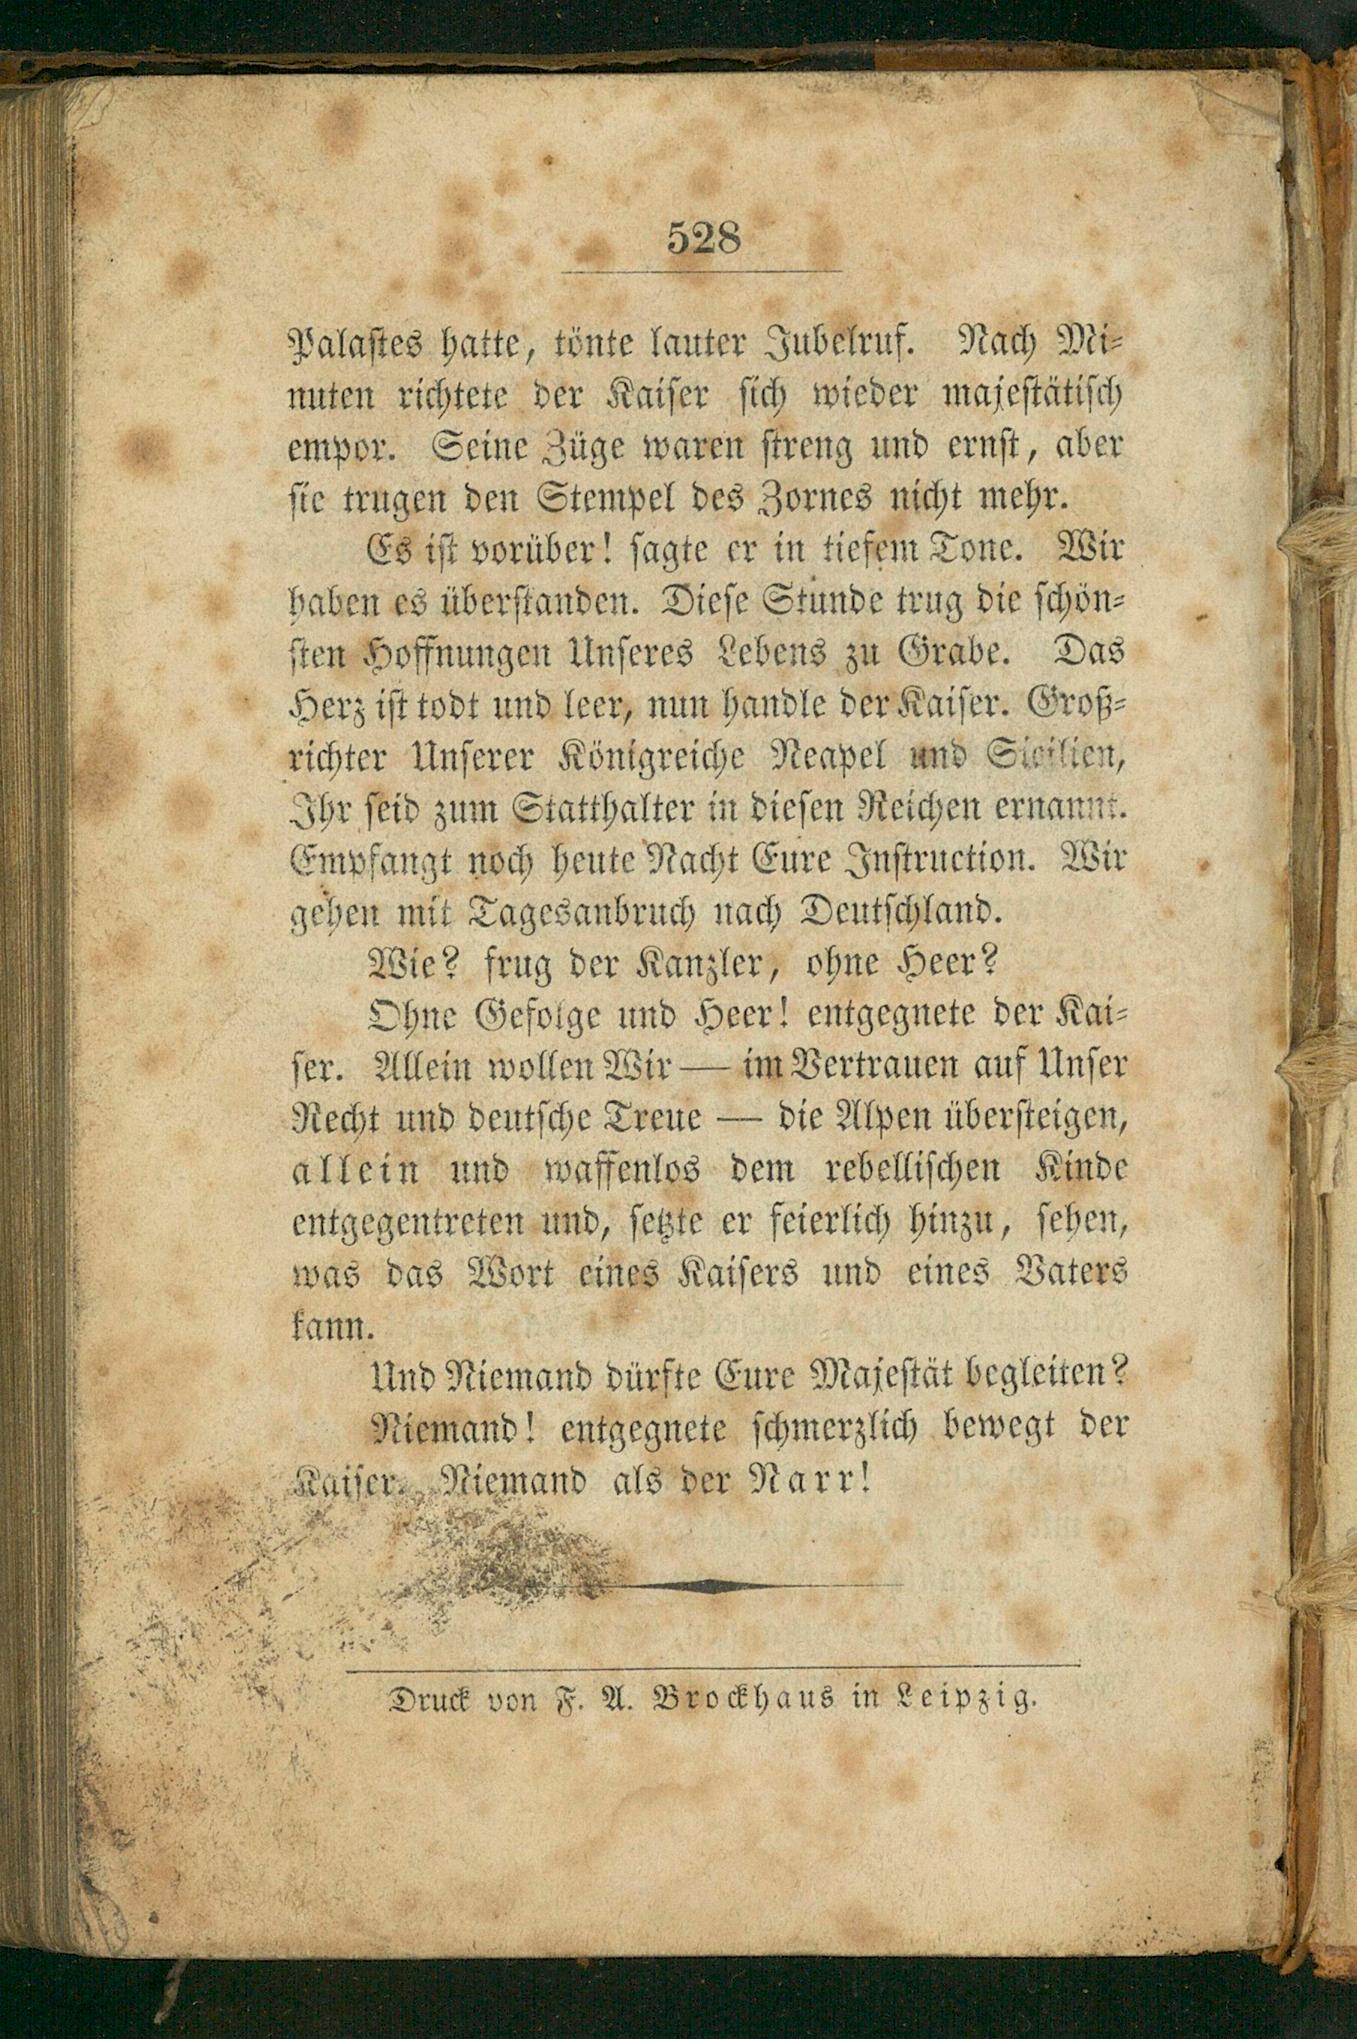 528
Palastes hatte, tönte lauter Jubelruf. Nach Mi-
nuten richtete der Kaiser sich wieder majestätisch
empor. Seine Züge waren streng und ernst, aber
sie trugen den Stempel des Zornes nicht mehr.
Es ist vorüber! sagte er in tiefem Tone. Wir
haben es überstanden. Diese Stunde trug die schön-
sten Hoffnungen Unseres Lebens zu Grabe. Das
Herz ist todt und leer, nun handle der Kaiser. Groß-
richter Unserer Königreiche Neapel und Sicilien,
Ihr seid zum Statthalter in diesen Reichen ernannt.
Empfangt noch heute Nacht Eure Instruction. Wir
gehen mit Tagesanbruch nach Deutschland.
Wie? frug der Kanzler, ohne Heer?
Ohne Gefolge und Heer! entgegnete der Kai-
ser. Allein wollen Wir — im Vertrauen auf Unser
Recht und deutsche Treue — die Alpen übersteigen,
allein und waffenlos dem rebellischen Kinde
entgegentreten und, setzte er feierlich hinzu, sehen,
was das Wort eines Kaisers und eines Vaters
kann.
Und Niemand dürfte Eure Majestät begleiten?
Niemand! entgegnete schmerzlich bewegt der
Kaiser. Niemand als der Narr!
Druck von F. A. Brockhaus in Leipzig.